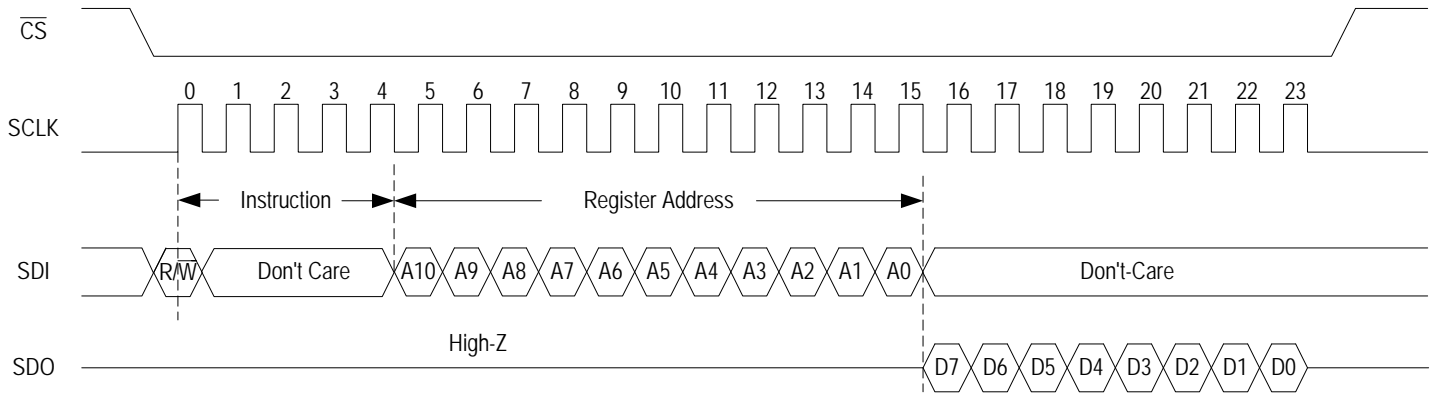 C̅S̅
0 1 2 3 4 5 6 7 8 9 10 11 12 13 14 15 16 17 18 19 20 21 22 23
SCLK
Instruction Register Address
SDI R/W̅ Don't Care A10 A9 A8 A7 A6 A5 A4 A3 A2 A1 A0 Don't-Care
High-Z
SDO D7 D6 D5 D4 D3 D2 D1 D0